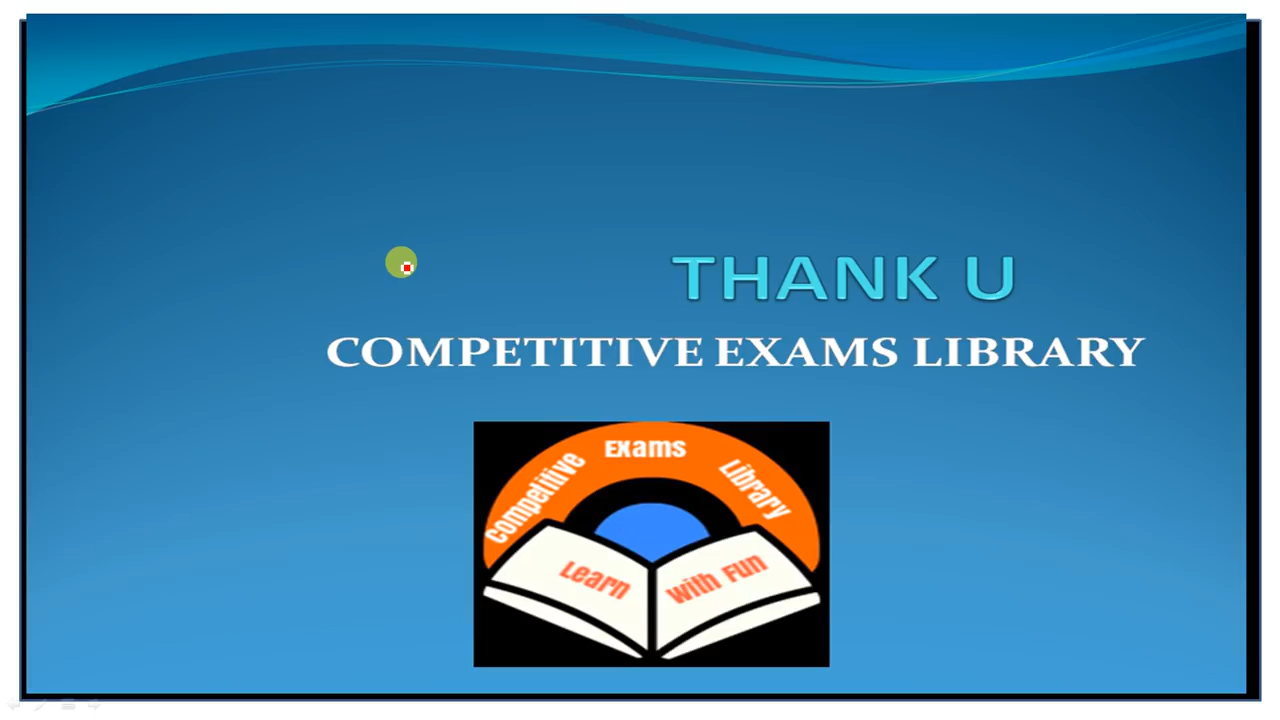 THANK U
COMPETITIVE EXAMS LIBRARY
Competitive Exams Library
Learn with Fun